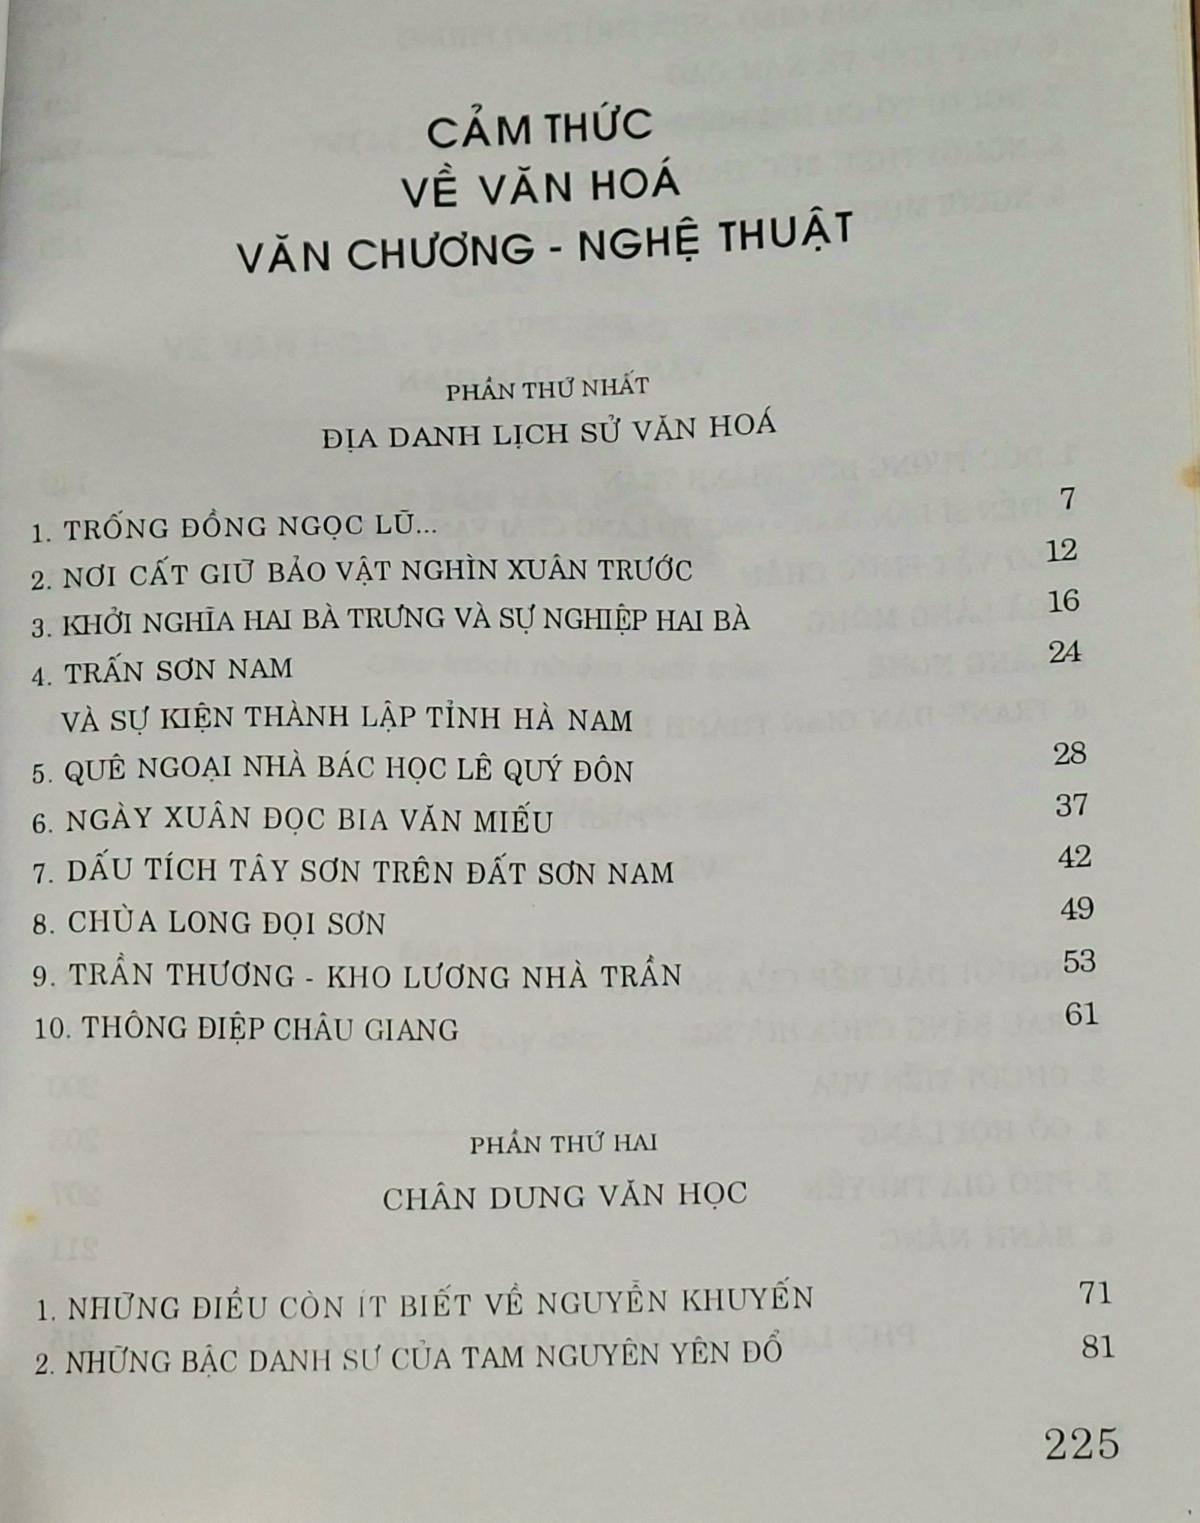 CẢM THỨC
VỀ VĂN HOÁ
VĂN CHƯƠNG - NGHỆ THUẬT
PHẦN THỨ NHẤT
ĐỊA DANH LỊCH SỬ VĂN HOÁ
1. TRỐNG ĐỒNG NGỌC LŨ... 7
2. NƠI CẤT GIỮ BẢO VẬT NGHÌN XUÂN TRƯỚC 12
3. KHỞI NGHĨA HAI BÀ TRƯNG VÀ SỰ NGHIỆP HAI BÀ 16
4. TRẤN SƠN NAM 24
VÀ SỰ KIỆN THÀNH LẬP TỈNH HÀ NAM
5. QUÊ NGOẠI NHÀ BÁC HỌC LÊ QUÝ ĐÔN 28
6. NGÀY XUÂN ĐỌC BIA VĂN MIẾU 37
7. DẤU TÍCH TÂY SƠN TRÊN ĐẤT SƠN NAM 42
8. CHÙA LONG ĐỌI SƠN 49
9. TRẦN THƯƠNG - KHO LƯƠNG NHÀ TRẦN 53
10. THÔNG ĐIỆP CHÂU GIANG 61
PHẦN THỨ HAI
CHÂN DUNG VĂN HỌC
1. NHỮNG ĐIỀU CÒN ÍT BIẾT VỀ NGUYỄN KHUYẾN 71
2. NHỮNG BẬC DANH SƯ CỦA TAM NGUYÊN YÊN ĐỔ 81
225